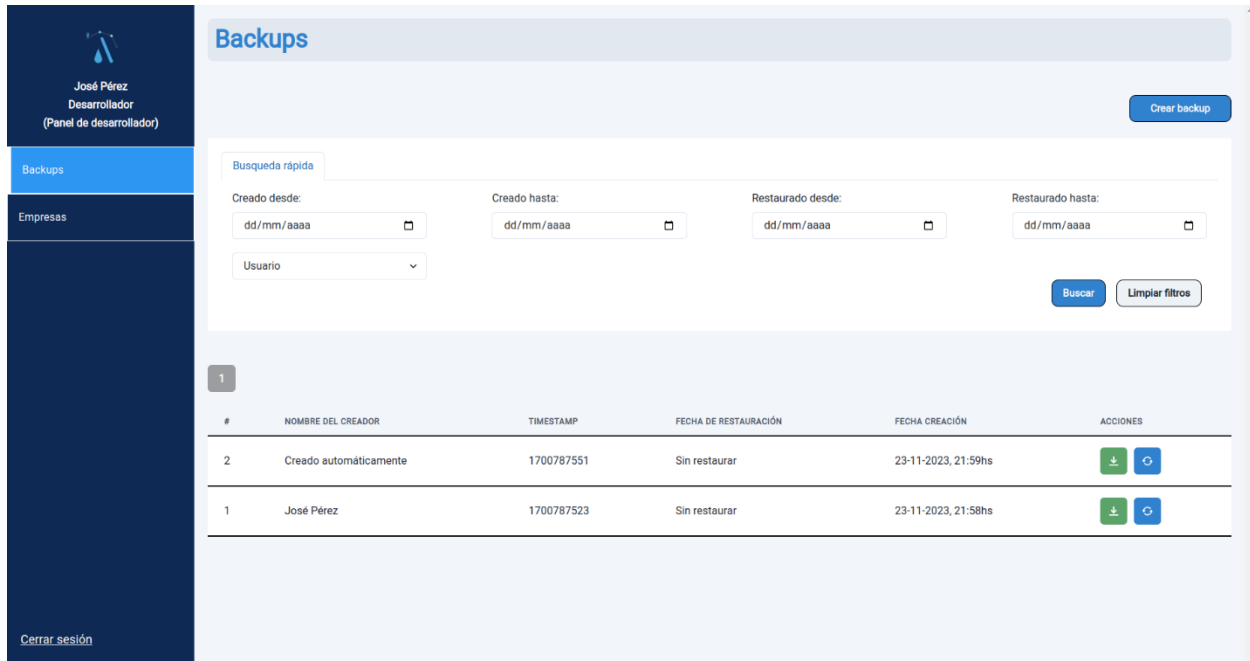 José Pérez
Desarrollador
(Panel de desarrollador)
Backups
Empresas
Cerrar sesión
Backups
Crear backup
Busqueda rápida
Creado desde: Creado hasta: Restaurado desde: Restaurado hasta:
dd/mm/aaaa dd/mm/aaaa dd/mm/aaaa dd/mm/aaaa
Usuario
Buscar Limpiar filtros
1
# NOMBRE DEL CREADOR TIMESTAMP FECHA DE RESTAURACIÓN FECHA CREACIÓN ACCIONES
2 Creado automáticamente 1700787551 Sin restaurar 23-11-2023, 21:59hs
1 José Pérez 1700787523 Sin restaurar 23-11-2023, 21:58hs